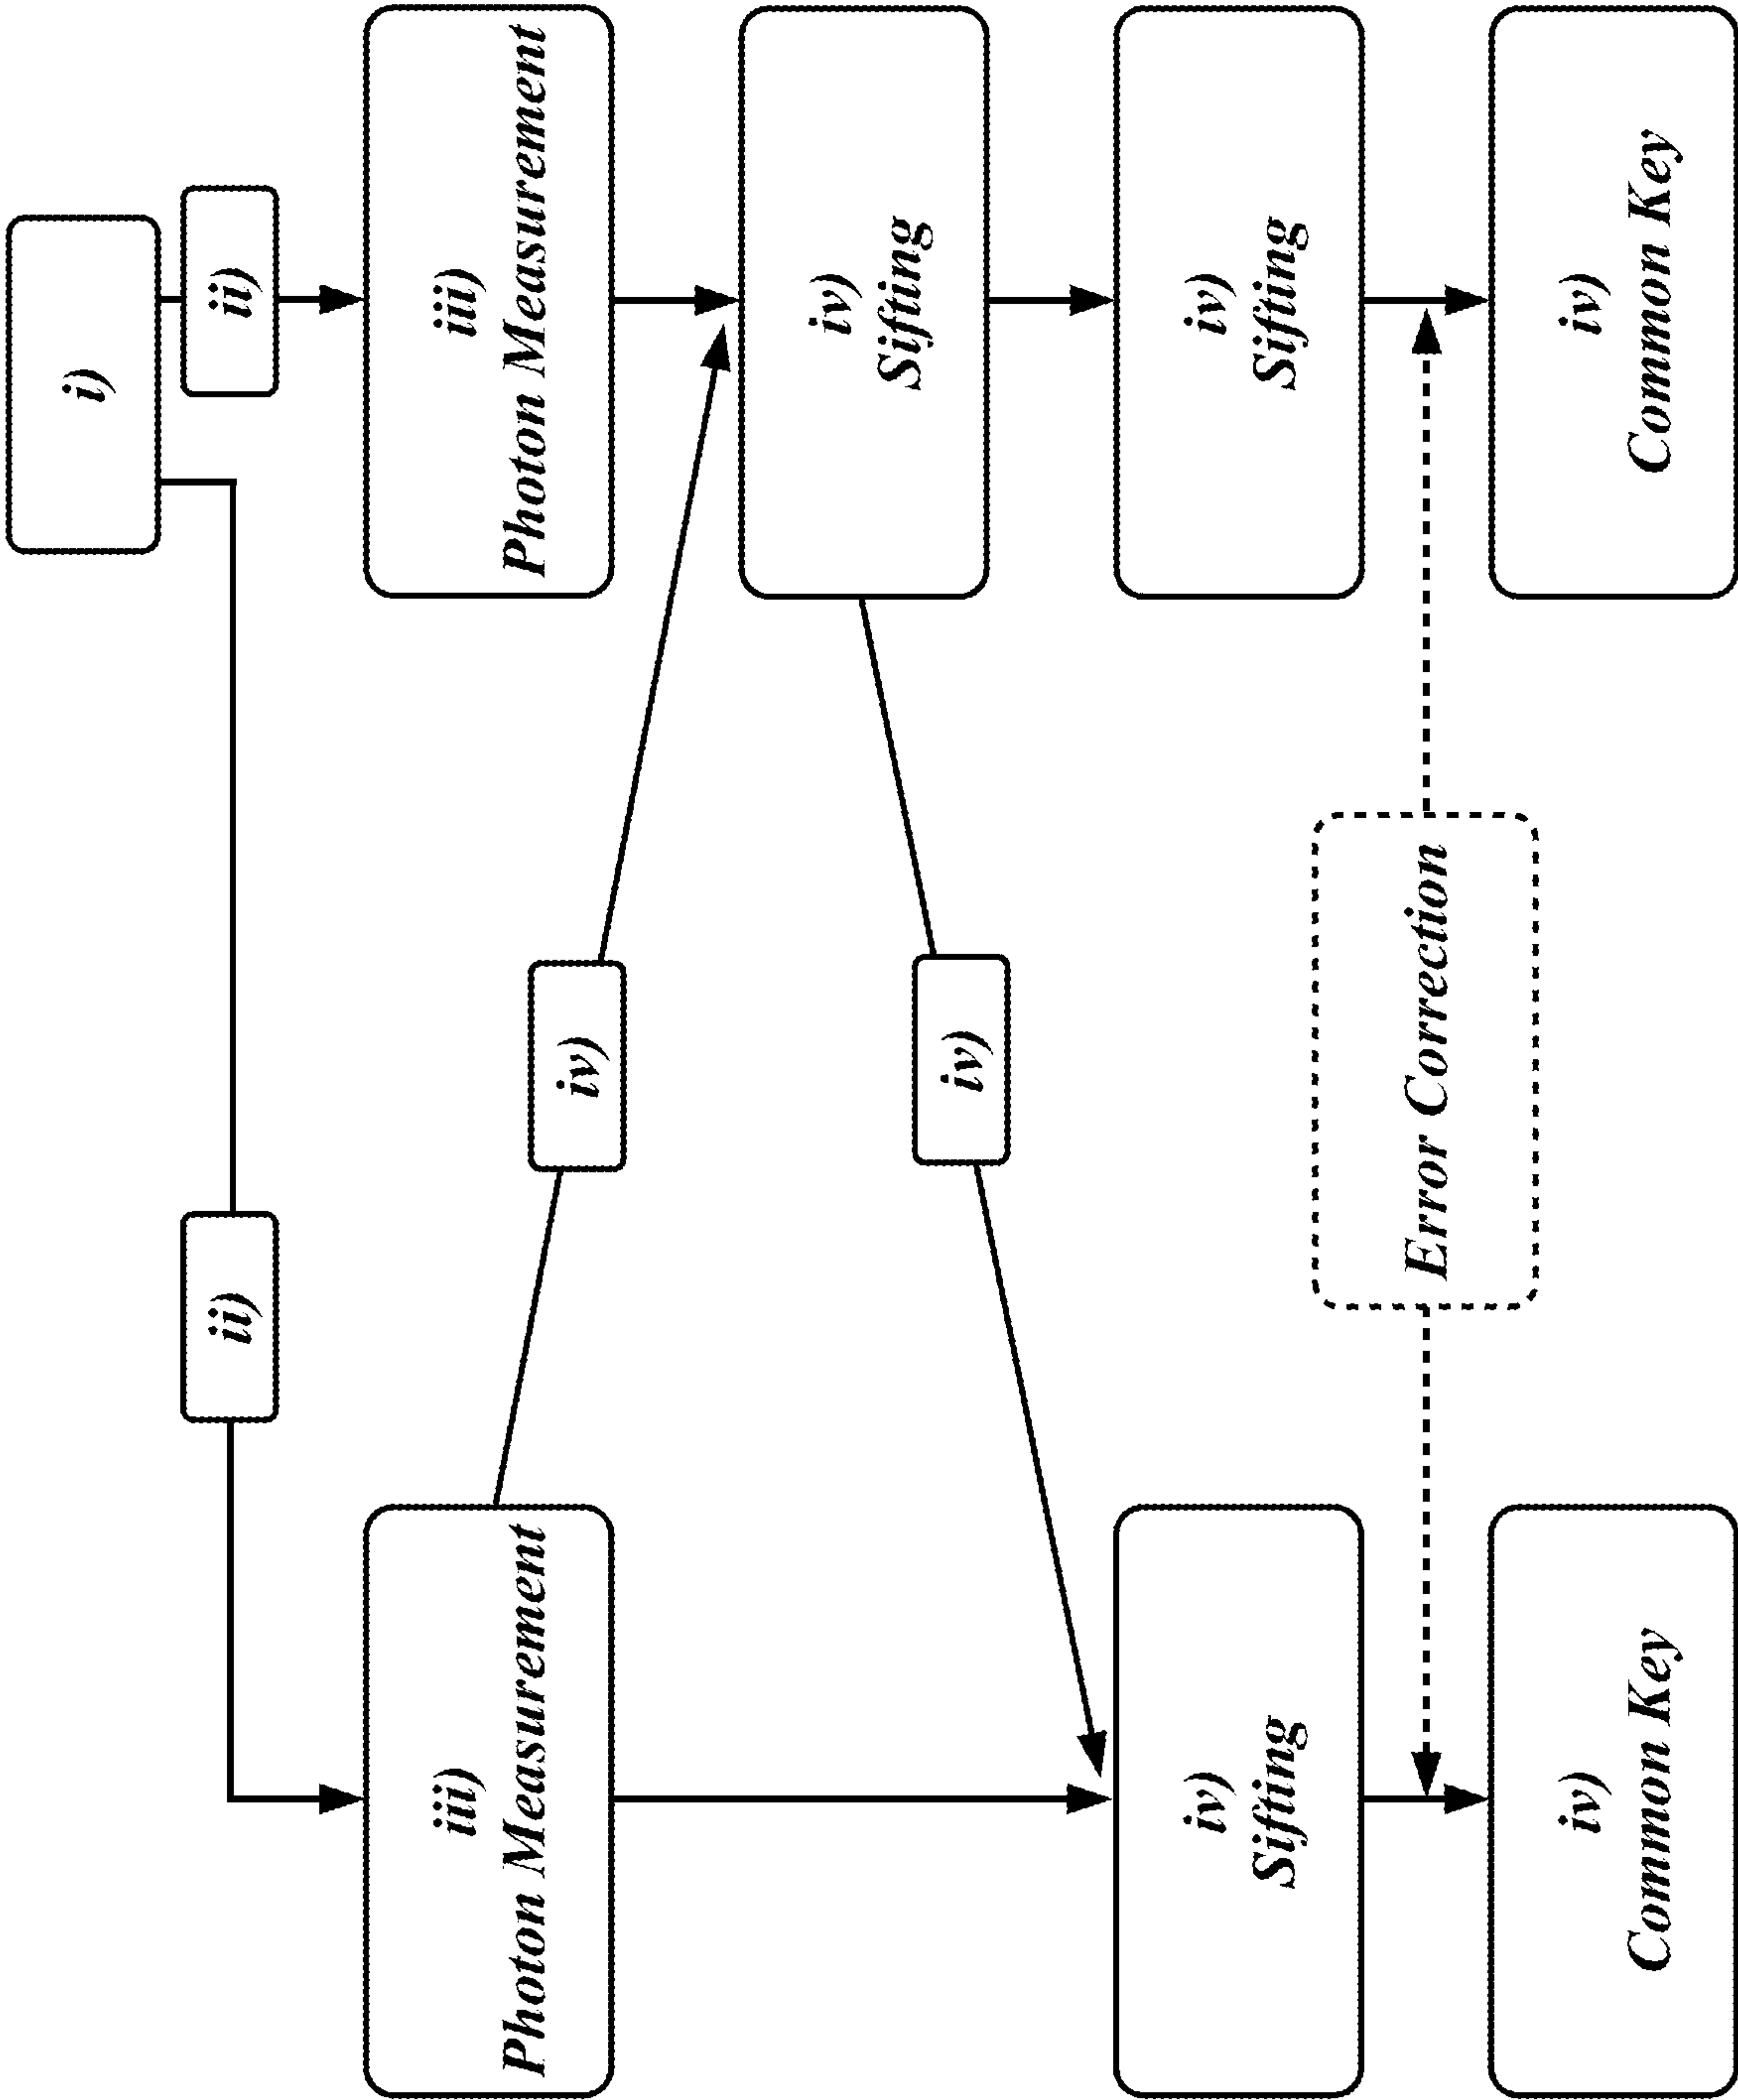 i)
ii)
ii)
iii)
Photon Measurement
iii)
Photon Measurement
iv)
iv)
Sifting
iv)
iv)
Sifting
iv)
Sifting
Error Correction
iv)
Common Key
iv)
Common Key